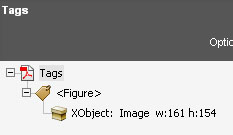 Tags
Optio
Tags
<Figure>
XObject: Image w:161 h:154